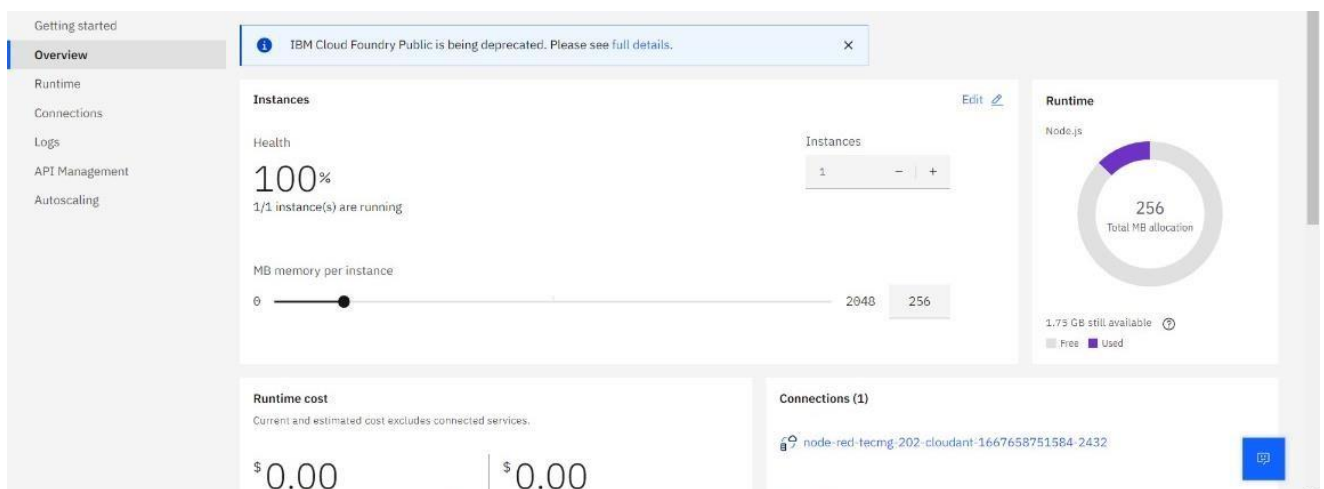 Getting started
Overview
Runtime
Connections
Logs
API Management
Autoscaling
IBM Cloud Foundry Public is being deprecated. Please see full details.
Instances
Edit
Health
100%
1/1 instance(s) are running
Instances
1 - +
MB memory per instance
0 2048 256
Runtime
Node.js
256
Total MB allocation
1.75 GB still available
Free Used
Runtime cost
Current and estimated cost excludes connected services.
$0.00 $0.00
Connections (1)
node-red-tecmg-202-cloudant-1667658751584-2432